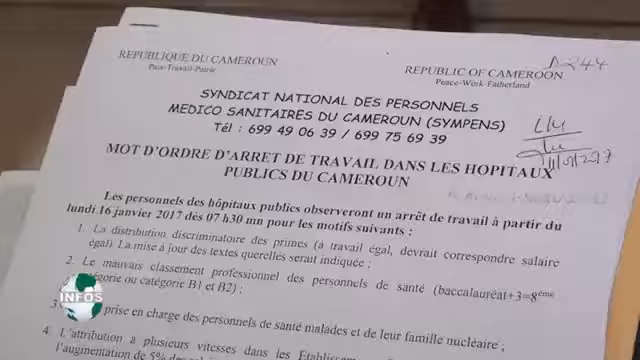 REPUBLIQUE DU CAMEROUN
Paix-Travail-Patrie
REPUBLIC OF CAMEROON
Peace-Work-Fatherland
SYNDICAT NATIONAL DES PERSONNELS
MEDICO SANITAIRES DU CAMEROUN (SYMPENS)
Tél : 699 49 06 39 / 699 75 69 39
MOT D'ORDRE D'ARRET DE TRAVAIL DANS LES HOPITAUX
PUBLICS DU CAMEROUN
Les personnels des hôpitaux publics observeront un arrêt de travail à partir du
lundi 16 janvier 2017 dès 07 h30 mn pour les motifs suivants :
1. La distribution discriminatoire des primes (à travail égal, devrait correspondre salaire
égal). La mise à jour des textes querellés serait indiquée ;
2. Le mauvais classement professionnel des personnels de santé (baccalauréat+3=8ème
catégorie ou catégorie B1 et B2) ;
3. prise en charge des personnels de santé malades et de leur famille nucléaire ;
4. L'attribution à plusieurs vitesses dans les
l'augmentation de 5%
INFOS